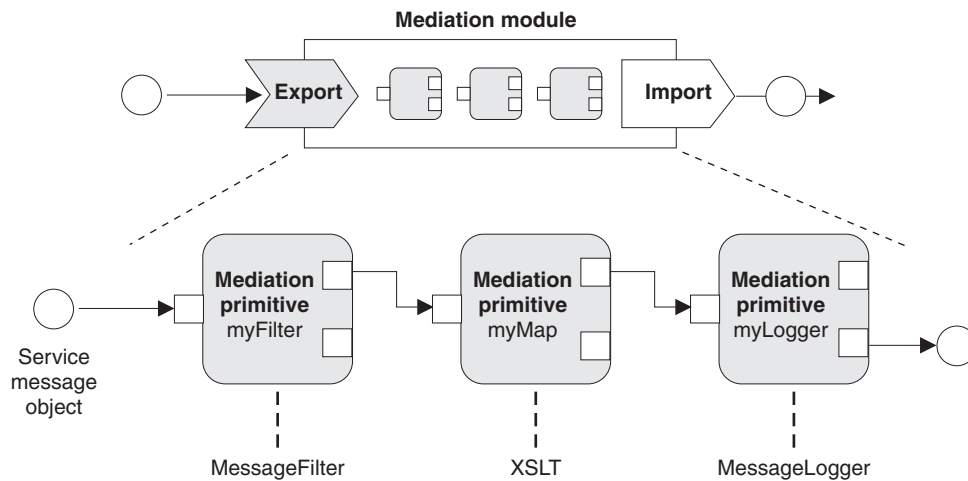 Mediation module
Export
Import
Mediation
primitive
myFilter
Mediation
primitive
myMap
Mediation
primitive
myLogger
Service
message
object
MessageFilter
XSLT
MessageLogger